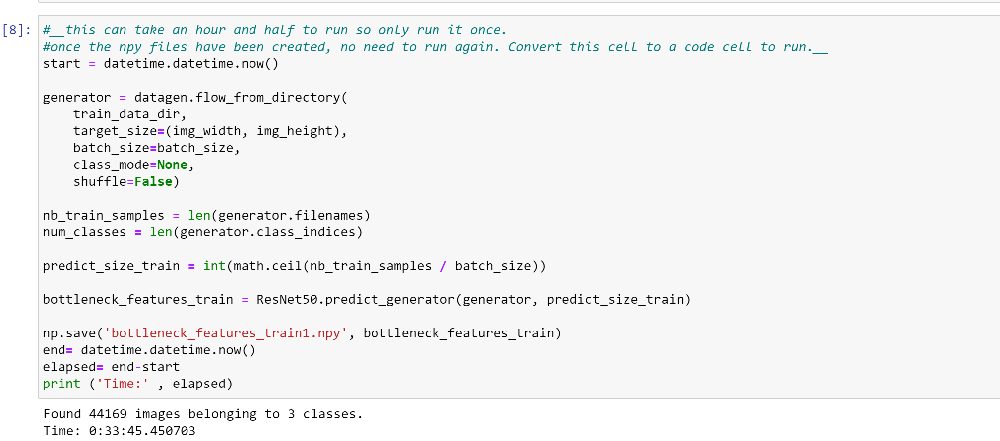 [8]: #__this can take an hour and half to run so only run it once.
#once the npy files have been created, no need to run again. Convert this cell to a code cell to run.__
start = datetime.datetime.now()
generator = datagen.flow_from_directory(
    train_data_dir,
    target_size=(img_width, img_height),
    batch_size=batch_size,
    class_mode=None,
    shuffle=False)
nb_train_samples = len(generator.filenames)
num_classes = len(generator.class_indices)
predict_size_train = int(math.ceil(nb_train_samples / batch_size))
bottleneck_features_train = ResNet50.predict_generator(generator, predict_size_train)
np.save('bottleneck_features_train1.npy', bottleneck_features_train)
end= datetime.datetime.now()
elapsed= end-start
print ('Time:' , elapsed)
Found 44169 images belonging to 3 classes.
Time: 0:33:45.450703